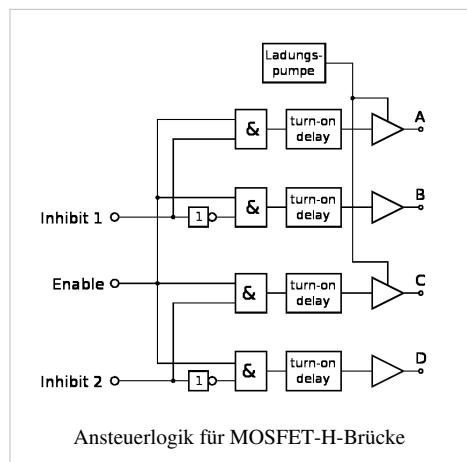 Ladungs-
pumpe
A
&
turn-on
delay
B
&
turn-on
delay
Inhibit 1
1
Enable
C
&
turn-on
delay
D
&
turn-on
delay
Inhibit 2
1
Ansteuerlogik für MOSFET-H-Brücke